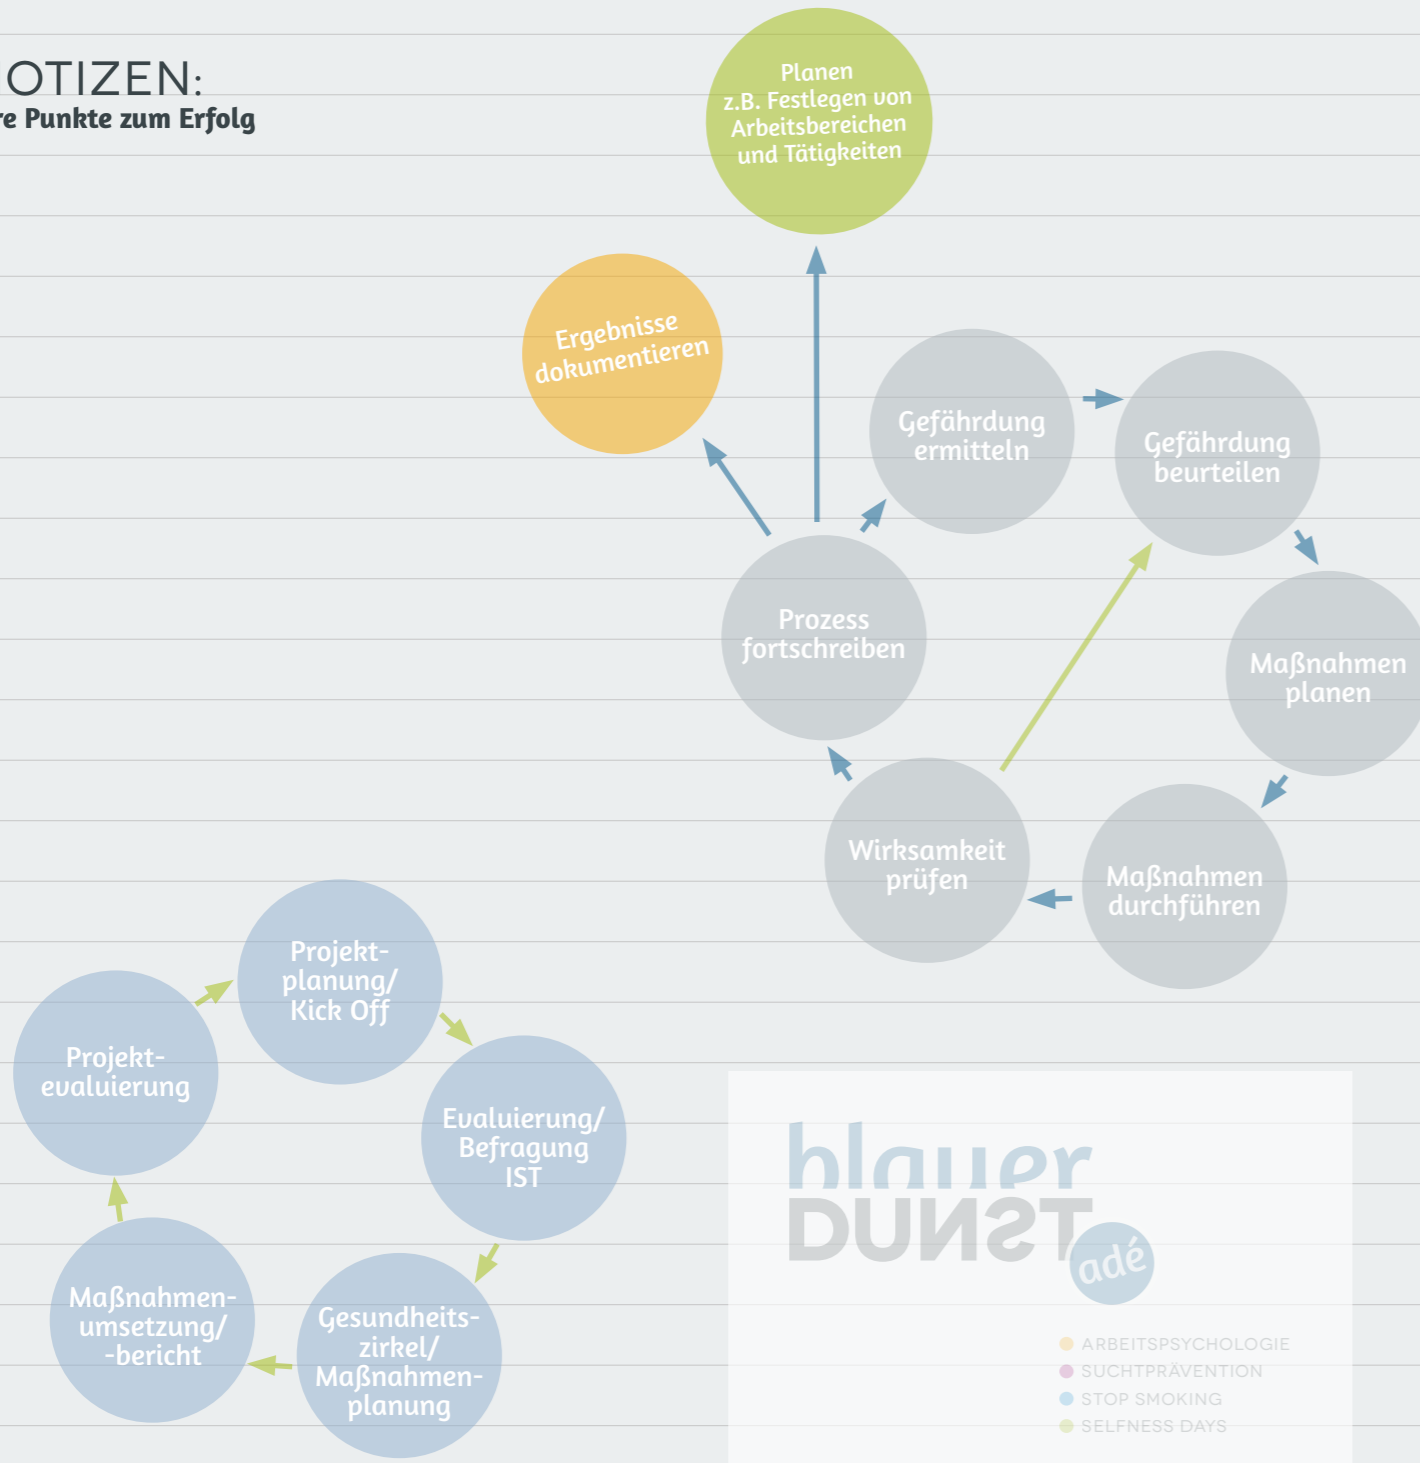 OTIZEN:
re Punkte zum Erfolg
Planen
z.B. Festlegen von
Arbeitsbereichen
und Tätigkeiten
Ergebnisse
dokumentieren
Gefährdung
ermitteln
Gefährdung
beurteilen
Prozess
fortschreiben
Maßnahmen
planen
Wirksamkeit
prüfen
Maßnahmen
durchführen
Projekt-
planung/
Kick Off
Projekt-
evaluierung
Evaluierung/
Befragung
IST
Maßnahmen-
umsetzung/
-bericht
Gesundheits-
zirkel/
Maßnahmen-
planung
blauer
DUNST
adé
ARBEITSPSYCHOLOGIE
SUCHTPRÄVENTION
STOP SMOKING
SELFNESS DAYS